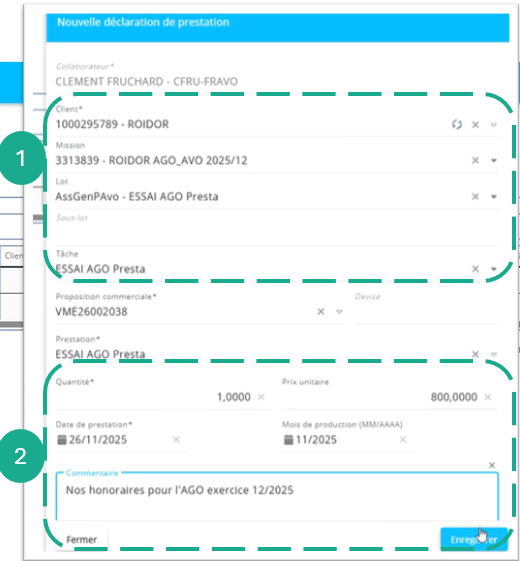 Nouvelle déclaration de prestation
Collaborateur*
CLEMENT FRUCHARD - CFRU-FRAVO
Client*
1000295789 - ROIDOR
1
Mission
3313839 - ROIDOR AGO_AVO 2025/12
Lot
AssGenPAvo - ESSAI AGO Presta
Sous-lot
Clien
Tâche
ESSAI AGO Presta
Proposition commerciale*
Devise
VME26002038
Prestation*
ESSAI AGO Presta
Quantité* Prix unitaire
1,0000 800,0000
Date de prestation* Mois de production (MM/AAAA)
26/11/2025 11/2025
2
Commentaire
Nos honoraires pour l'AGO exercice 12/2025
Fermer Enregistrer